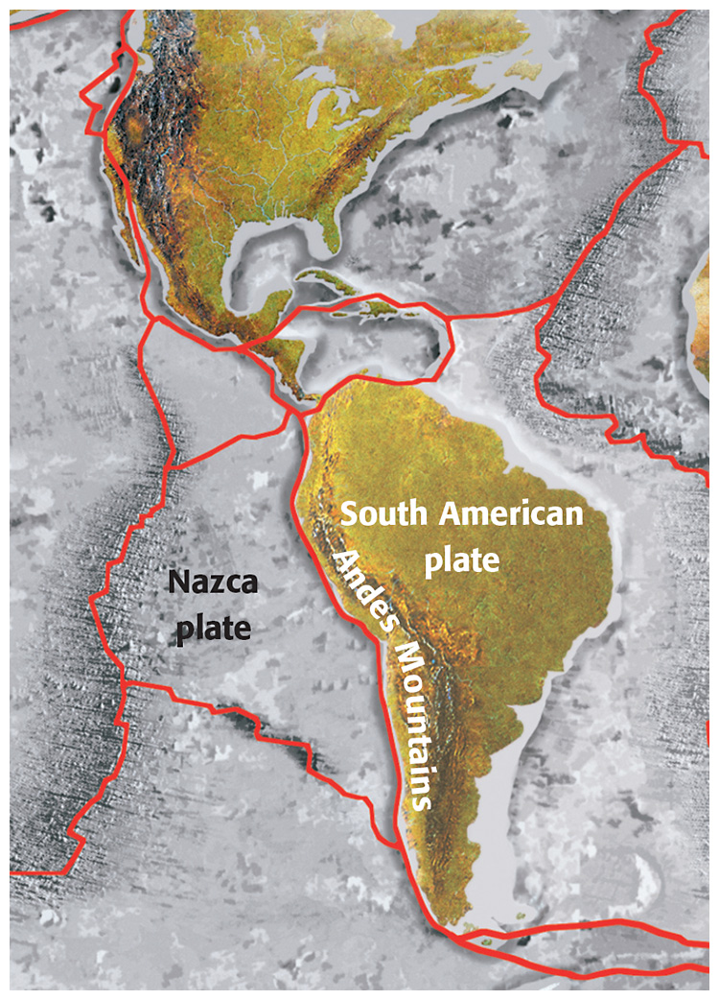 South American
plate
Nazca
plate
Andes Mountains